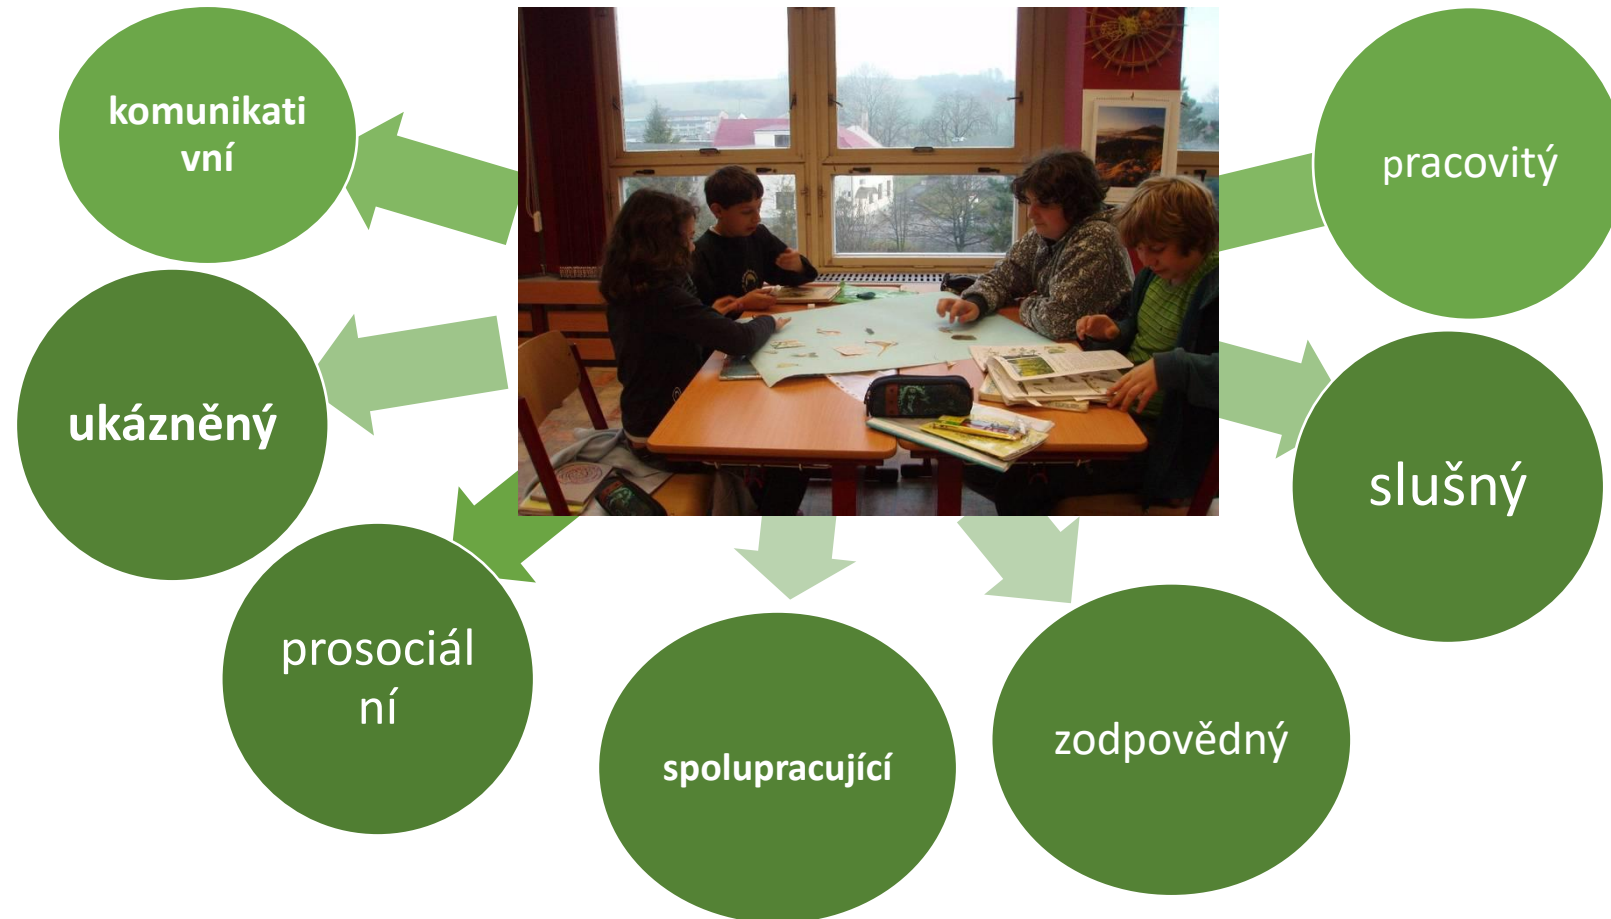 komunikati
vní
pracovitý
ukázněný
slušný
prosociál
ní
spolupracující
zodpovědný